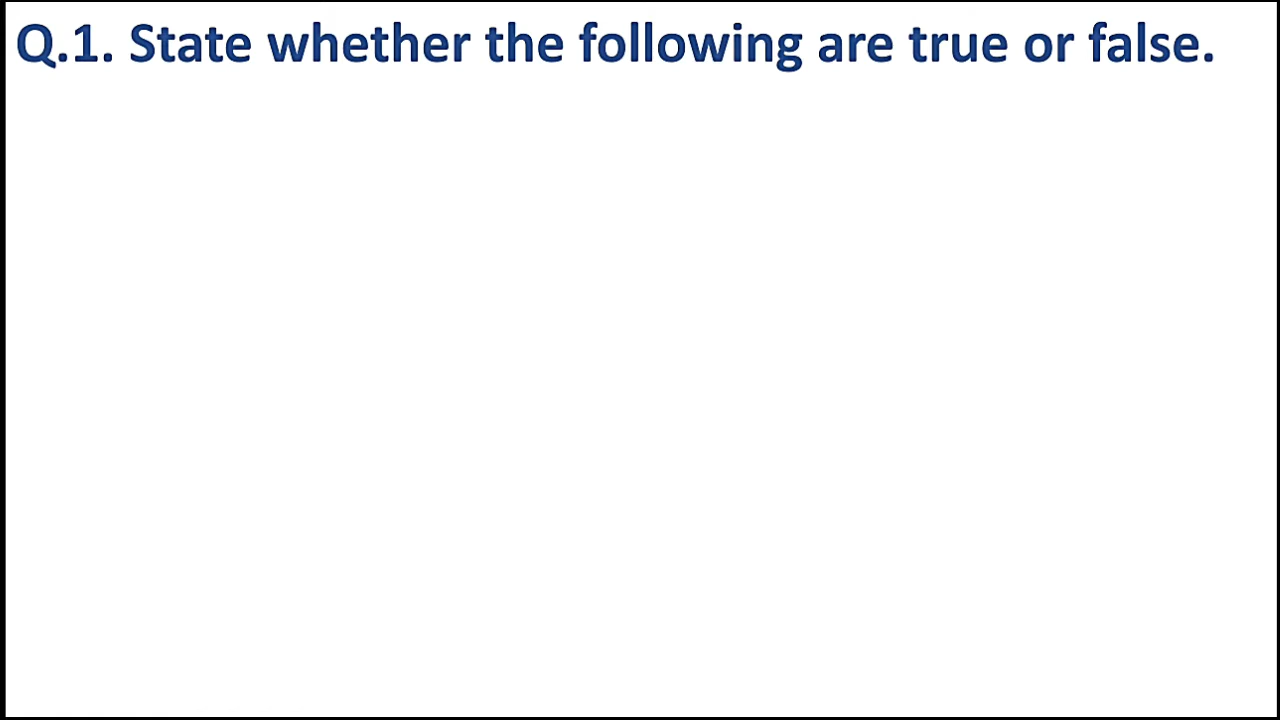 Q.1. State whether the following are true or false.